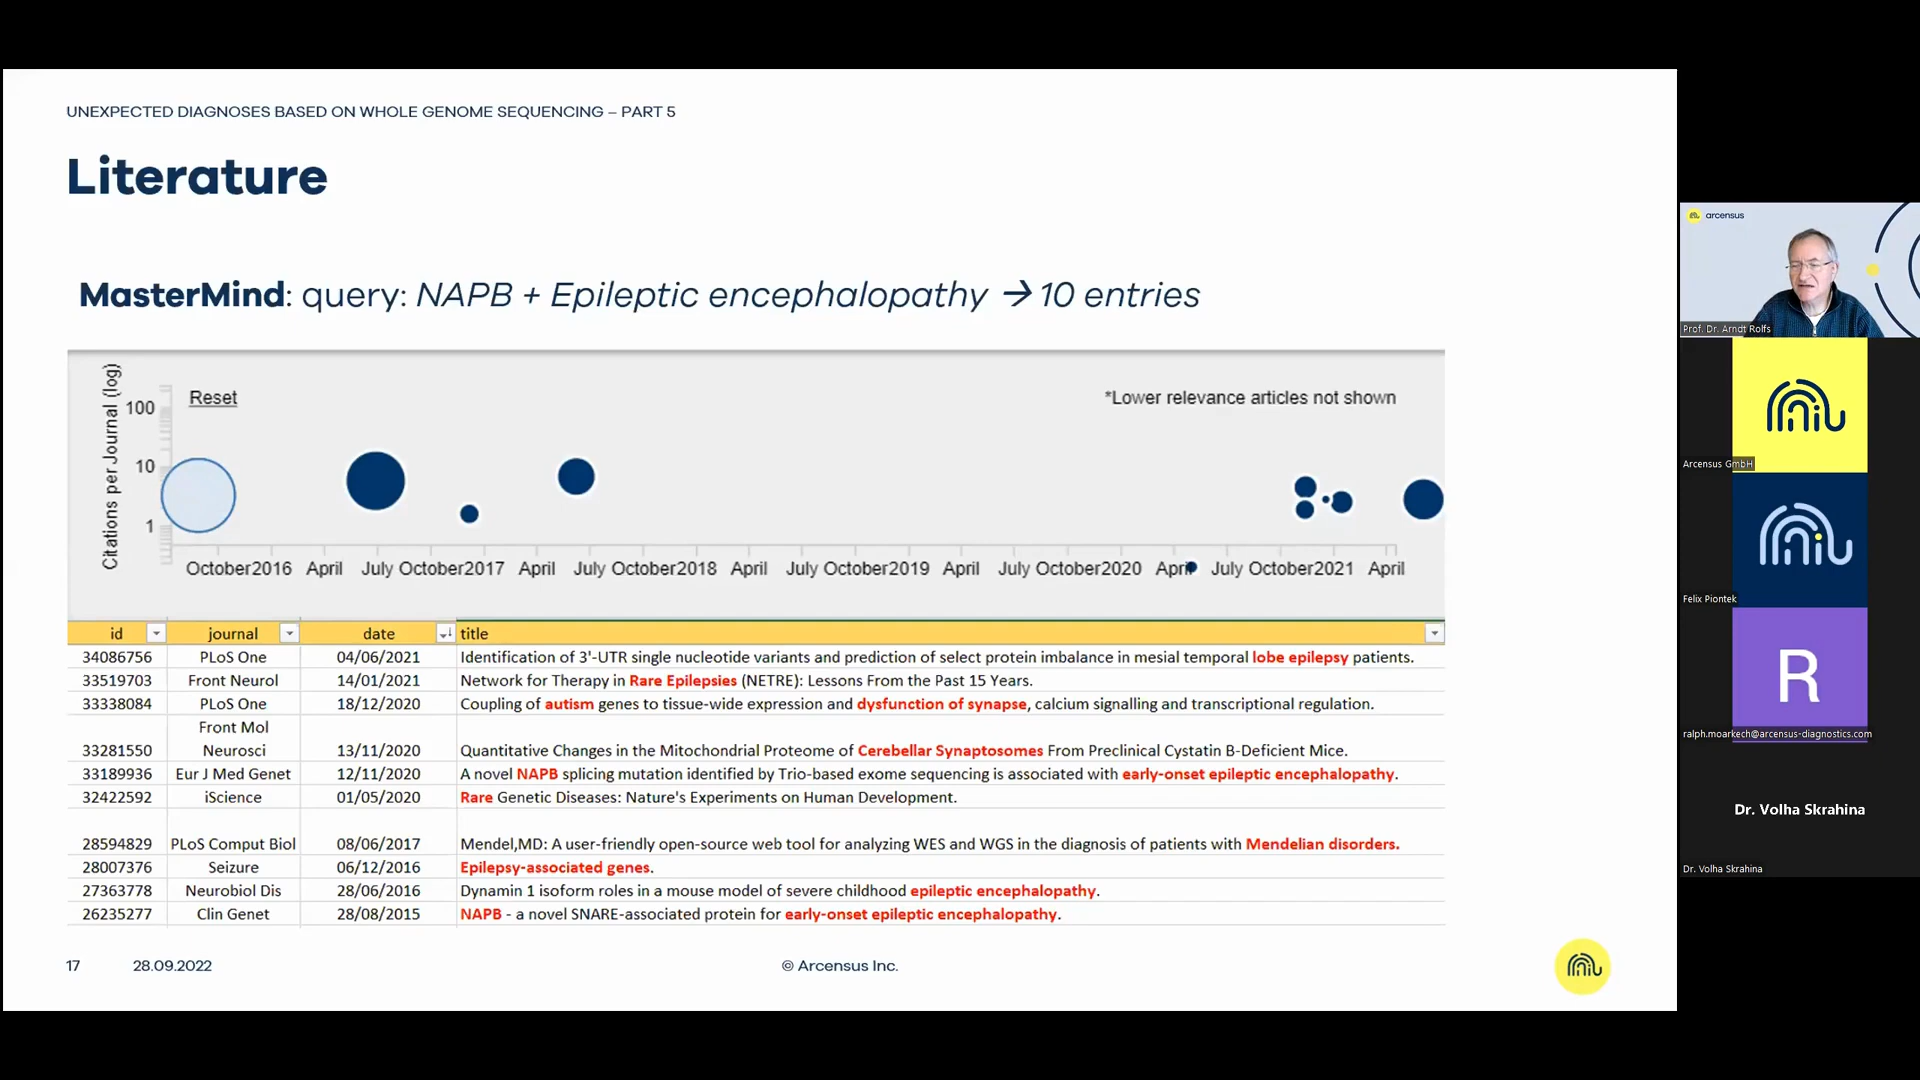 UNEXPECTED DIAGNOSES BASED ON WHOLE GENOME SEQUENCING – PART 5
Literature
MasterMind: query: NAPB + Epileptic encephalopathy → 10 entries
Citations per Journal (log)
100
10
1
Reset
*Lower relevance articles not shown
October2016 April July October2017 April July October2018 April July October2019 April July October2020 April July October2021 April
id journal date title
34086756 PLoS One 04/06/2021 Identification of 3'-UTR single nucleotide variants and prediction of select protein imbalance in mesial temporal lobe epilepsy patients.
33519703 Front Neurol 14/01/2021 Network for Therapy in Rare Epilepsies (NETRE): Lessons From the Past 15 Years.
33338084 PLoS One 18/12/2020 Coupling of autism genes to tissue-wide expression and dysfunction of synapse, calcium signalling and transcriptional regulation.
Front Mol
33281550 Neurosci 13/11/2020 Quantitative Changes in the Mitochondrial Proteome of Cerebellar Synaptosomes From Preclinical Cystatin B-Deficient Mice.
33189936 Eur J Med Genet 12/11/2020 A novel NAPB splicing mutation identified by Trio-based exome sequencing is associated with early-onset epileptic encephalopathy.
32422592 iScience 01/05/2020 Rare Genetic Diseases: Nature's Experiments on Human Development.
28594829 PLoS Comput Biol 08/06/2017 Mendel,MD: A user-friendly open-source web tool for analyzing WES and WGS in the diagnosis of patients with Mendelian disorders.
28007376 Seizure 06/12/2016 Epilepsy-associated genes.
27363778 Neurobiol Dis 28/06/2016 Dynamin 1 isoform roles in a mouse model of severe childhood epileptic encephalopathy.
26235277 Clin Genet 28/08/2015 NAPB - a novel SNARE-associated protein for early-onset epileptic encephalopathy.
17 28.09.2022 © Arcensus Inc.
arcensus
Prof. Dr. Arndt Rolfs
Arcensus GmbH
Felix Piontek
R
ralph.moarkech@arcensus-diagnostics.com
Dr. Volha Skrahina
Dr. Volha Skrahina